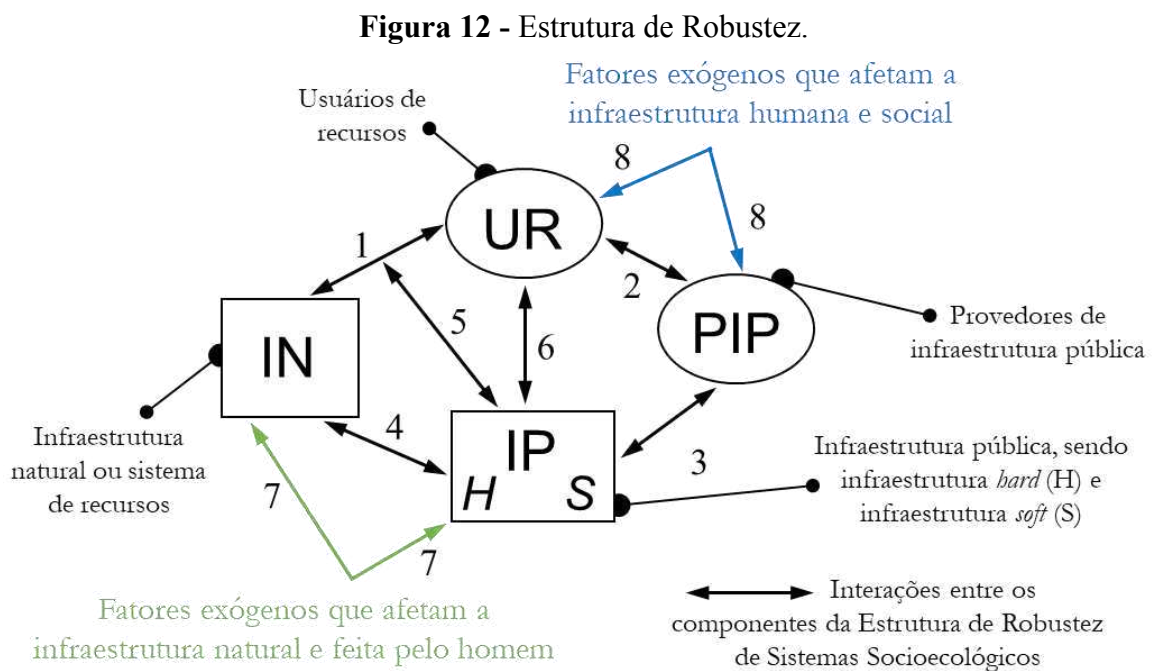 Figura 12 - Estrutura de Robustez.
Fatores exógenos que afetam a
infraestrutura humana e social
Usuários de
recursos
8
8
UR
1
2
5
6
PIP
Provedores de
infraestrutura pública
IN
4
IP
H S
3
Infraestrutura
natural ou sistema
de recursos
Infraestrutura pública, sendo
infraestrutura hard (H) e
infraestrutura soft (S)
7
7
Fatores exógenos que afetam a
infraestrutura natural e feita pelo homem
Interações entre os
componentes da Estrutura de Robustez
de Sistemas Socioecológicos